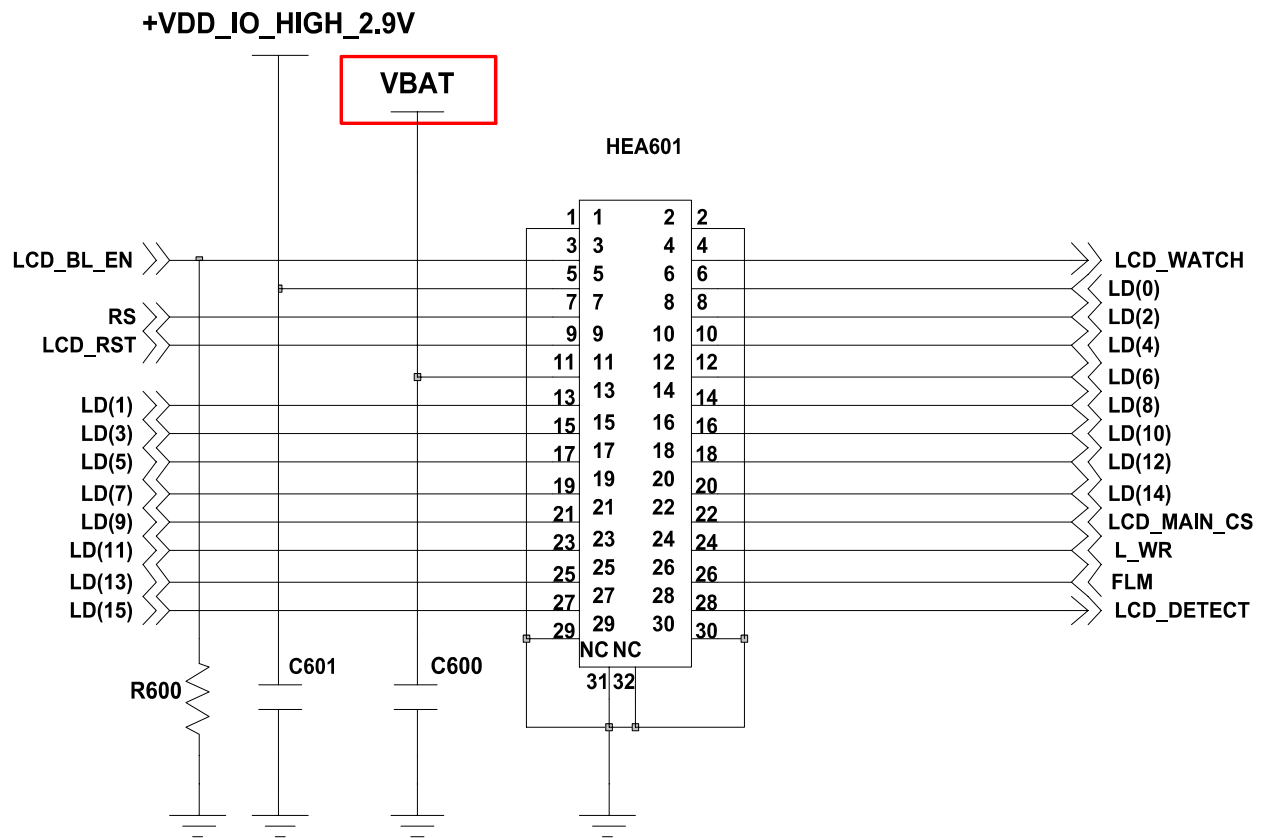 +VDD_IO_HIGH_2.9V
VBAT
HEA601
1 1 2 2
LCD_BL_EN 3 3 4 4 LCD_WATCH
5 5 6 6 LD(0)
RS 7 7 8 8 LD(2)
LCD_RST 9 9 10 10 LD(4)
11 11 12 12 LD(6)
LD(1) 13 13 14 14 LD(8)
LD(3) 15 15 16 16 LD(10)
LD(5) 17 17 18 18 LD(12)
LD(7) 19 19 20 20 LD(14)
LD(9) 21 21 22 22 LCD_MAIN_CS
LD(11) 23 23 24 24 L_WR
LD(13) 25 25 26 26 FLM
LD(15) 27 27 28 28 LCD_DETECT
29 29 30 30
NC NC
31 32
R600
C601
C600